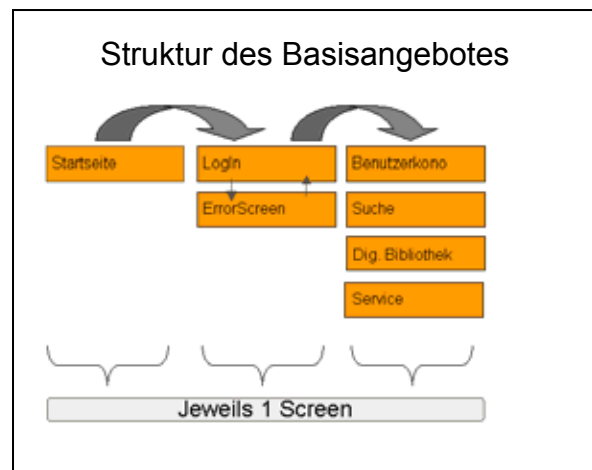 Struktur des Basisangebotes
Startseite
LogIn
Benutzerkono
ErrorScreen
Suche
Dig. Bibliothek
Service
Jeweils 1 Screen